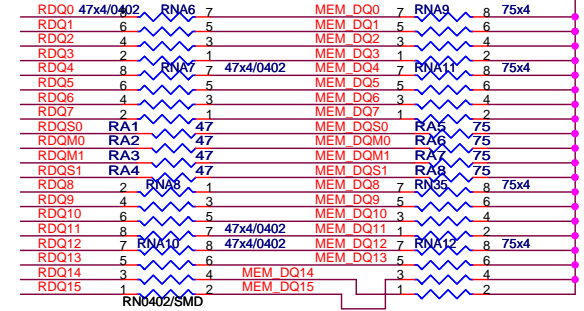 RDQ0 47x4/0402 8 RNA6 7 MEM_DQ0 7 RNA9 8 75x4
RDQ1 6 5 MEM_DQ1 5 6
RDQ2 4 3 MEM_DQ2 3 4
RDQ3 2 1 MEM_DQ3 1 2
RDQ4 8 RNA7 7 47x4/0402 MEM_DQ4 7 RNA11 8 75x4
RDQ5 6 5 MEM_DQ5 5 6
RDQ6 4 3 MEM_DQ6 3 4
RDQ7 2 1 MEM_DQ7 1 2
RDQS0 RA1 47 MEM_DQS0 RA5 75
RDQM0 RA2 47 MEM_DQM0 RA6 75
RDQM1 RA3 47 MEM_DQM1 RA7 75
RDQS1 RA4 47 MEM_DQS1 RA8 75
RDQ8 2 RNA8 1 MEM_DQ8 7 RN35 8 75x4
RDQ9 4 3 MEM_DQ9 5 6
RDQ10 6 5 MEM_DQ10 3 4
RDQ11 8 7 47x4/0402 MEM_DQ11 1 2
RDQ12 7 RNA10 8 47x4/0402 MEM_DQ12 7 RNA12 8 75x4
RDQ13 5 6 MEM_DQ13 5 6
RDQ14 3 4 MEM_DQ14 3 4
RDQ15 1 2 MEM_DQ15 1 2
RN0402/SMD